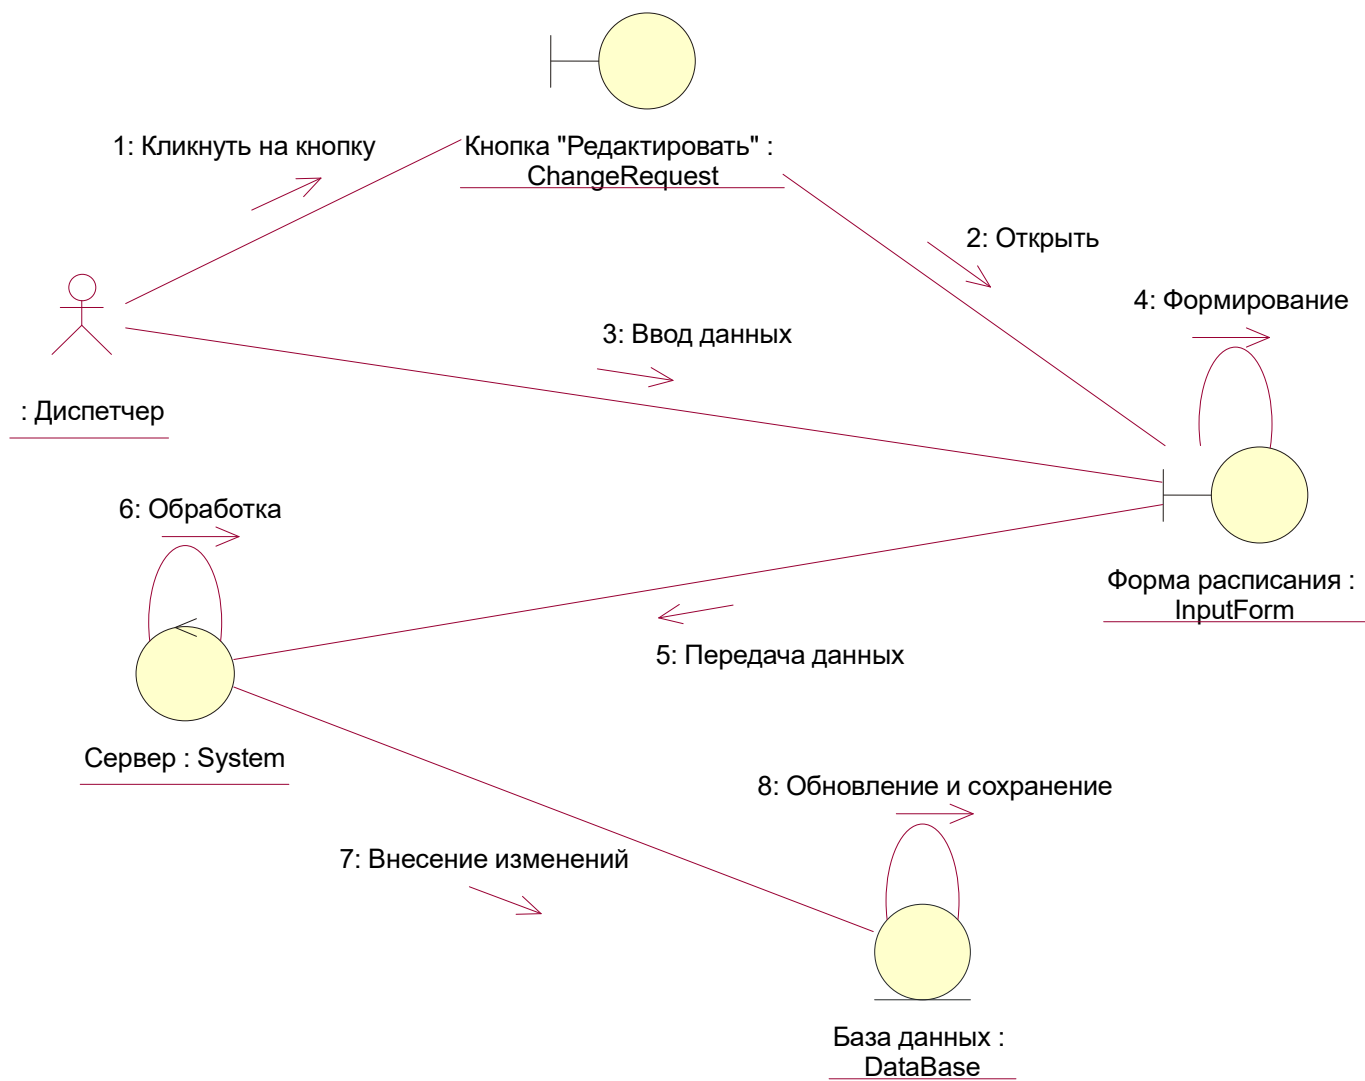 1: Кликнуть на кнопку
Кнопка "Редактировать" :
ChangeRequest
2: Открыть
4: Формирование
3: Ввод данных
: Диспетчер
6: Обработка
Форма расписания :
InputForm
5: Передача данных
Сервер : System
8: Обновление и сохранение
7: Внесение изменений
База данных :
DataBase